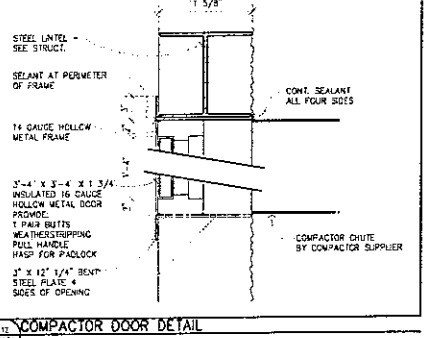 1 5/8"
STEEL LINTEL -
SEE STRUCT.
SELANT AT PERIMETER
OF FRAME
CONT. SEALANT
ALL FOUR SIDES
14 GAUGE HOLLOW
METAL FRAME
3'-4" X 3'-4" X 1 3/4"
INSULATED 16 GAUGE
HOLLOW METAL DOOR
PROVIDE:
1 PAIR BUTTS
WEATHERSTRIPPING
PULL HANDLE
HASP FOR PADLOCK
COMPACTOR CHUTE
BY COMPACTOR SUPPLIER
3" X 12" 1/4" BENT
STEEL PLATE 4
SIDES OF OPENING
12 COMPACTOR DOOR DETAIL